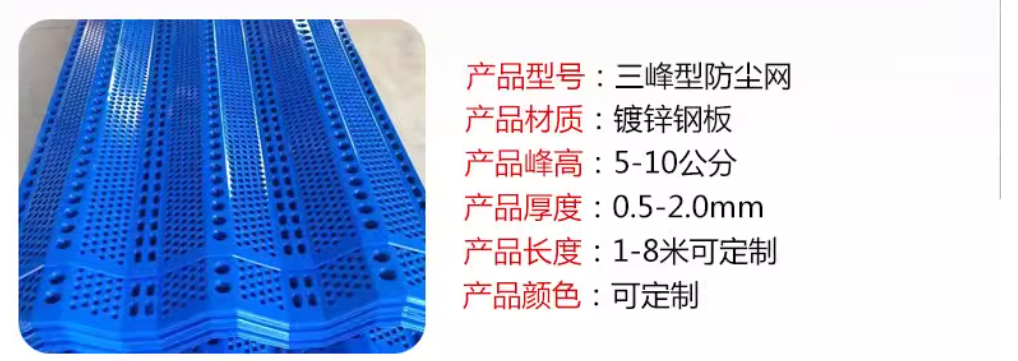 产品型号：三峰型防尘网
产品材质：镀锌钢板
产品峰高：5-10公分
产品厚度：0.5-2.0mm
产品长度：1-8米可定制
产品颜色：可定制